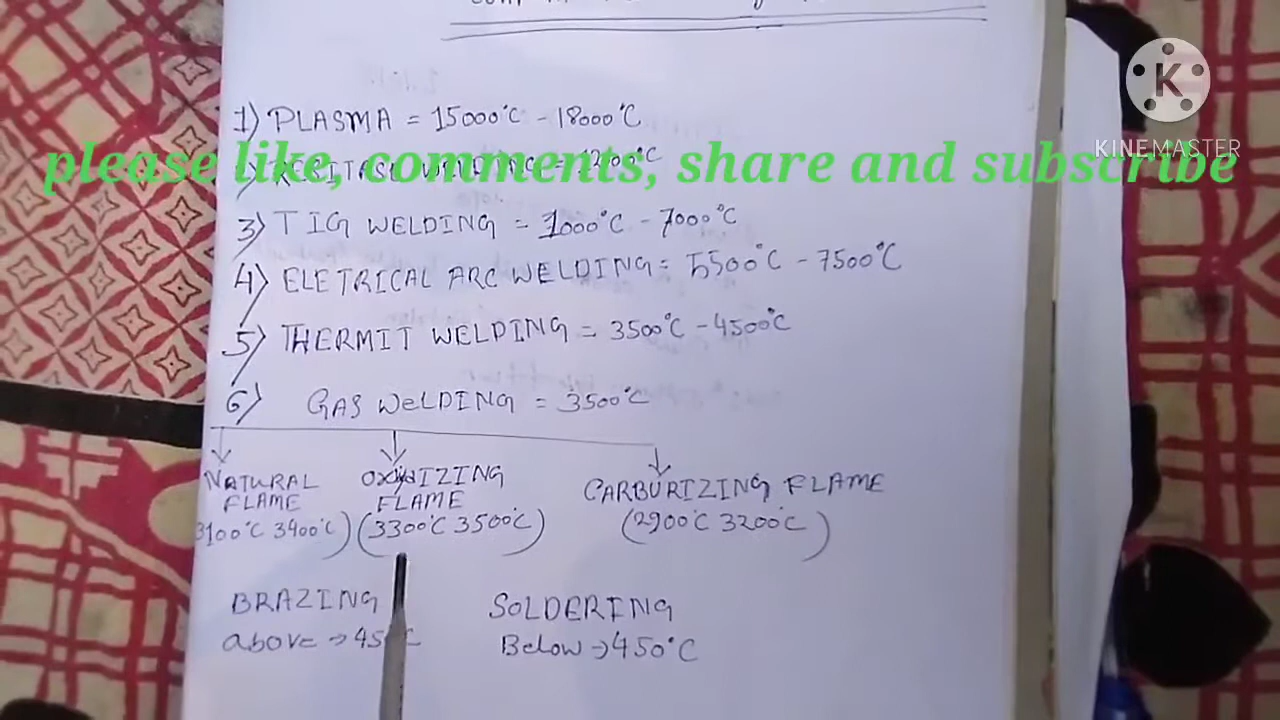 1) PLASMA = 15000°C - 18000°C
please like, comments, share and subscribe
KINEMASTER
3) TIG WELDING = 1000°C - 7000°C
4) ELETRICAL ARC WELDING = 5500°C - 7500°C
5) THERMIT WELDING = 3500°C - 4500°C
6) GAS WELDING = 3500°C
NATURAL FLAME
3100°C 3400°C)
OXIDIZING FLAME
(3300°C 3500°C)
CARBURIZING FLAME
(2900°C 3200°C)
BRAZING
above →
SOLDERING
Below → 450°C